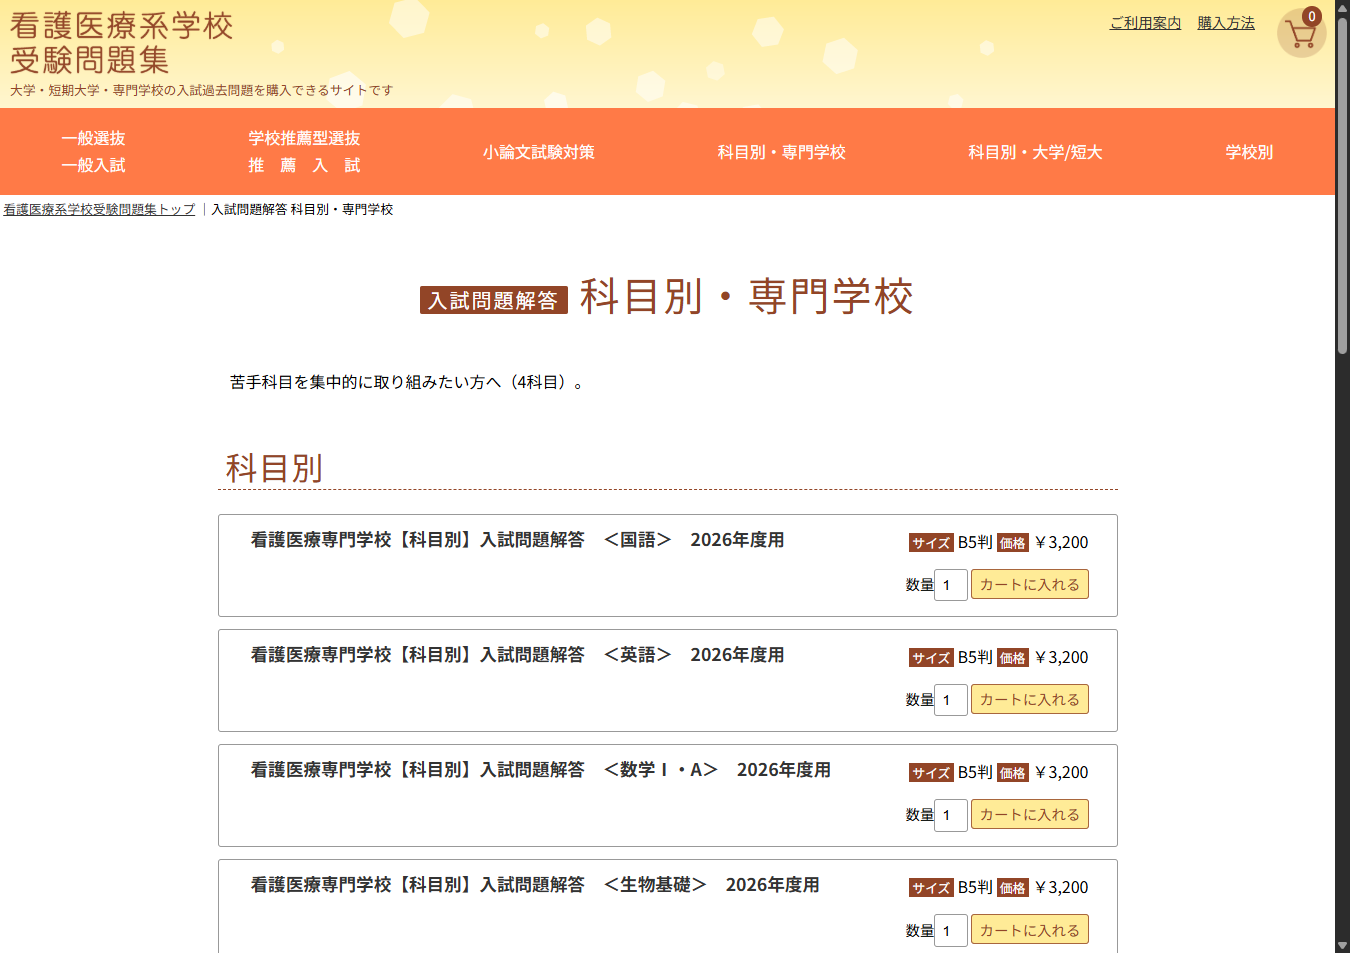 看護医療系学校
受験問題集
大学・短期大学・専門学校の入試過去問題を購入できるサイトです
ご利用案内 購入方法 0
一般選抜
一般入試
学校推薦型選抜
推　薦　入　試
小論文試験対策
科目別・専門学校
科目別・大学/短大
学校別
看護医療系学校受験問題集トップ ｜入試問題解答 科目別・専門学校
入試問題解答 科目別・専門学校
苦手科目を集中的に取り組みたい方へ（4科目）。
科目別
看護医療専門学校【科目別】入試問題解答　＜国語＞　2026年度用
サイズ B5判 価格 ￥3,200
数量 1 カートに入れる
看護医療専門学校【科目別】入試問題解答　＜英語＞　2026年度用
サイズ B5判 価格 ￥3,200
数量 1 カートに入れる
看護医療専門学校【科目別】入試問題解答　＜数学Ⅰ・A＞　2026年度用
サイズ B5判 価格 ￥3,200
数量 1 カートに入れる
看護医療専門学校【科目別】入試問題解答　＜生物基礎＞　2026年度用
サイズ B5判 価格 ￥3,200
数量 1 カートに入れる